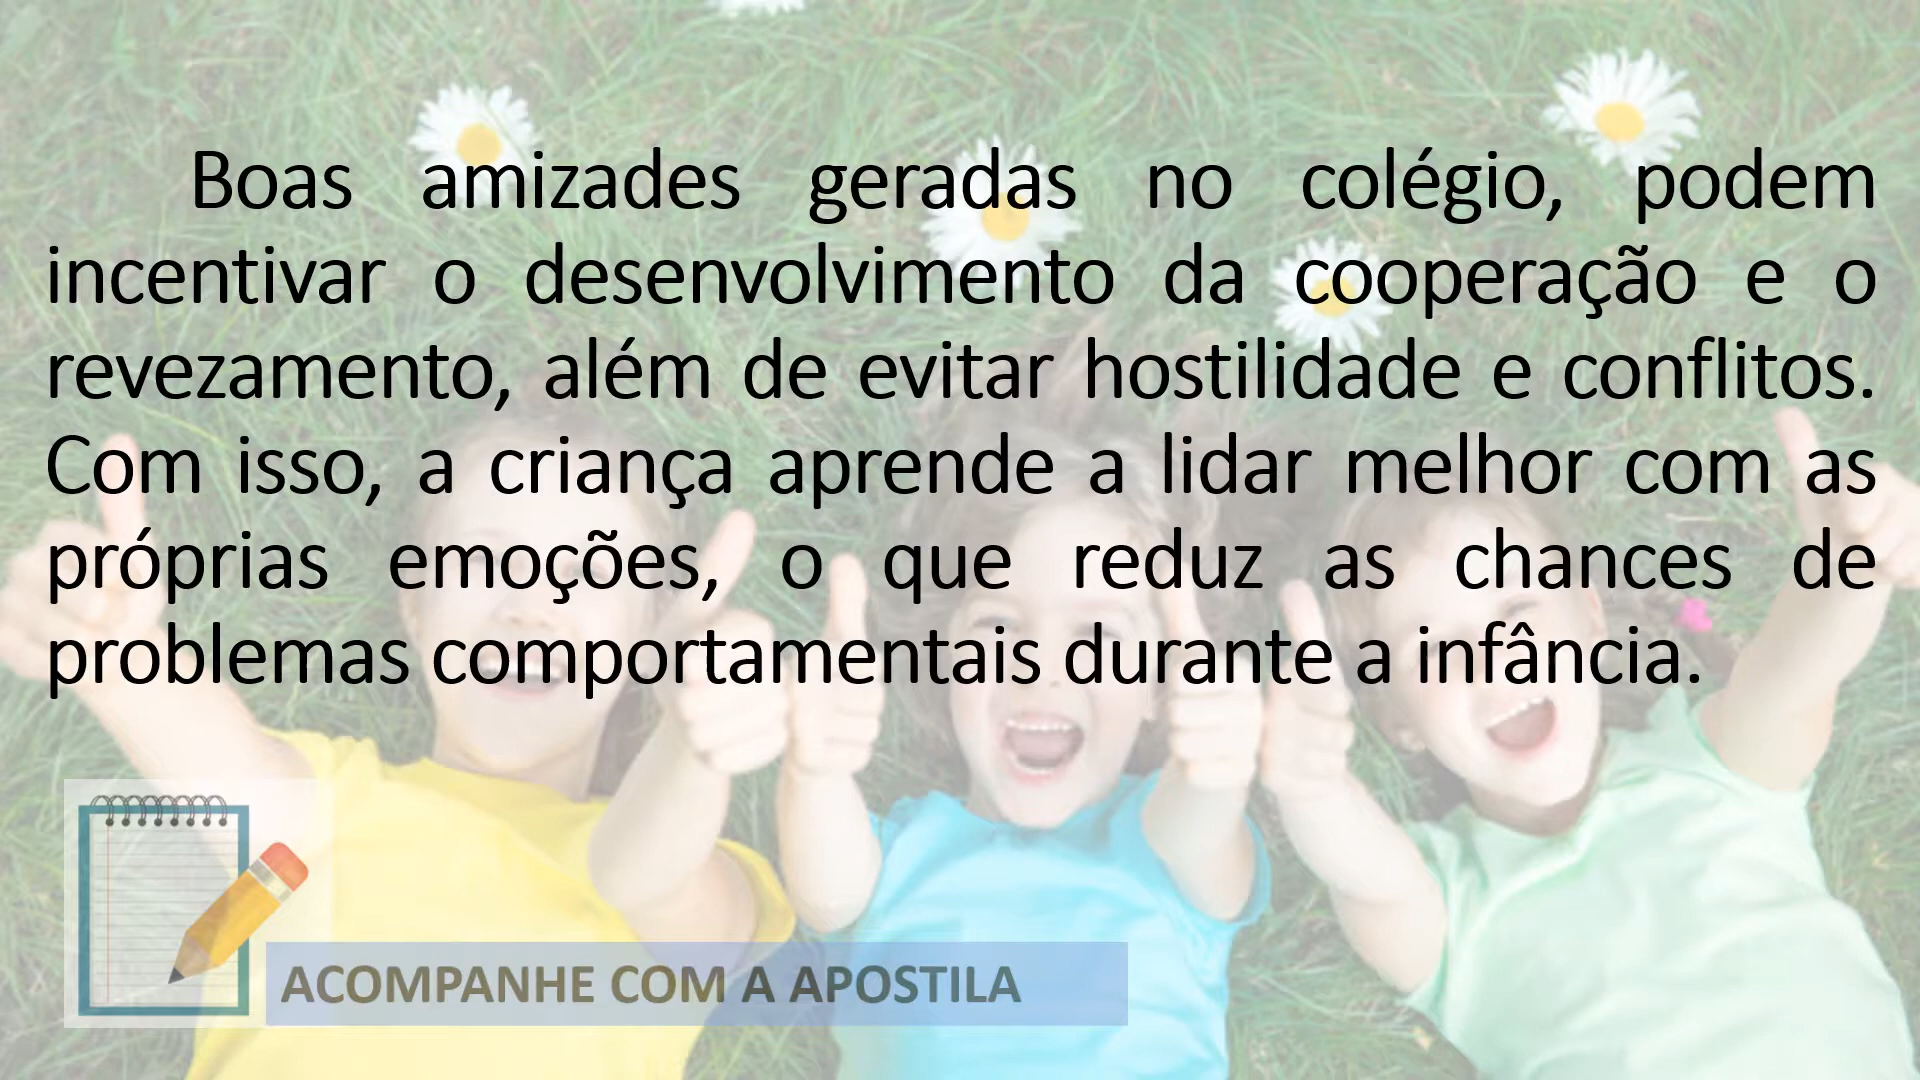 Boas amizades geradas no colégio, podem
incentivar o desenvolvimento da cooperação e o
revezamento, além de evitar hostilidade e conflitos.
Com isso, a criança aprende a lidar melhor com as
próprias emoções, o que reduz as chances de
problemas comportamentais durante a infância.
ACOMPANHE COM A APOSTILA